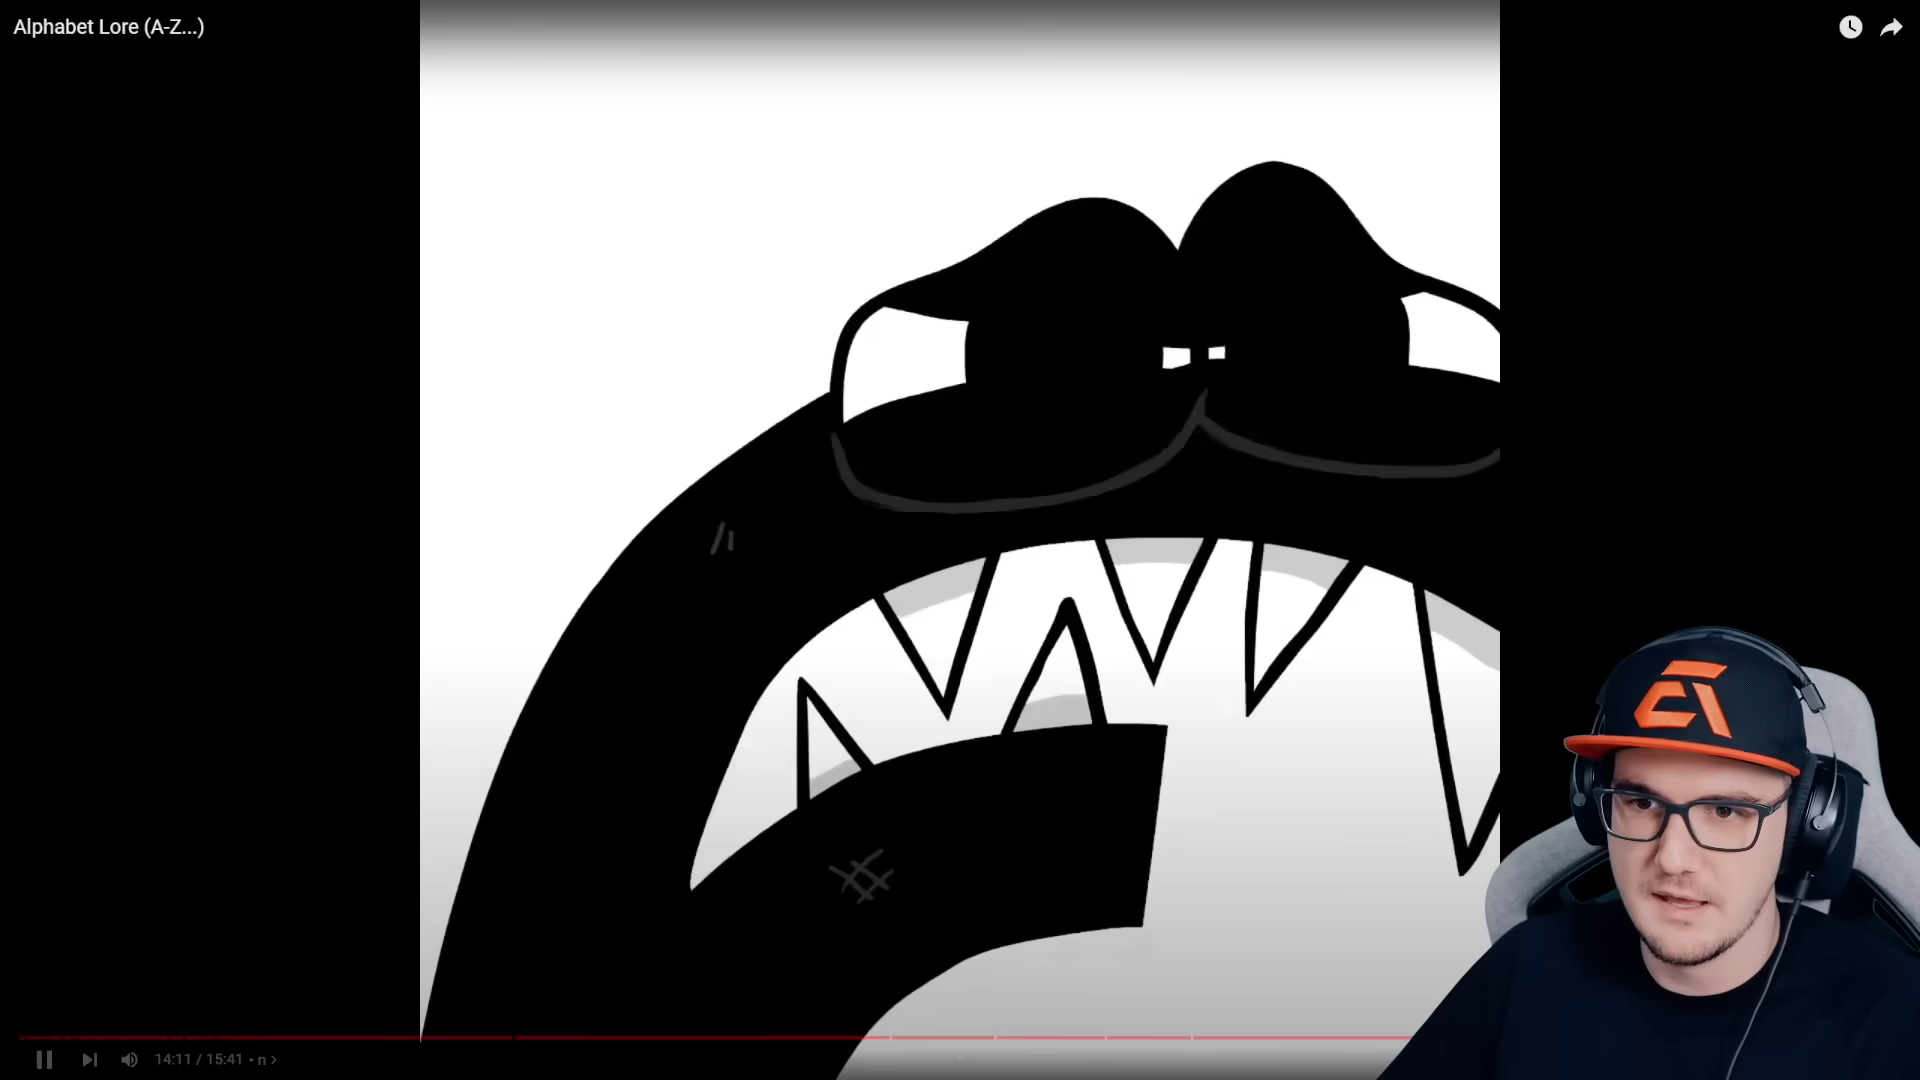 Alphabet Lore (A-Z...)
14:11 / 15:41 • n ›